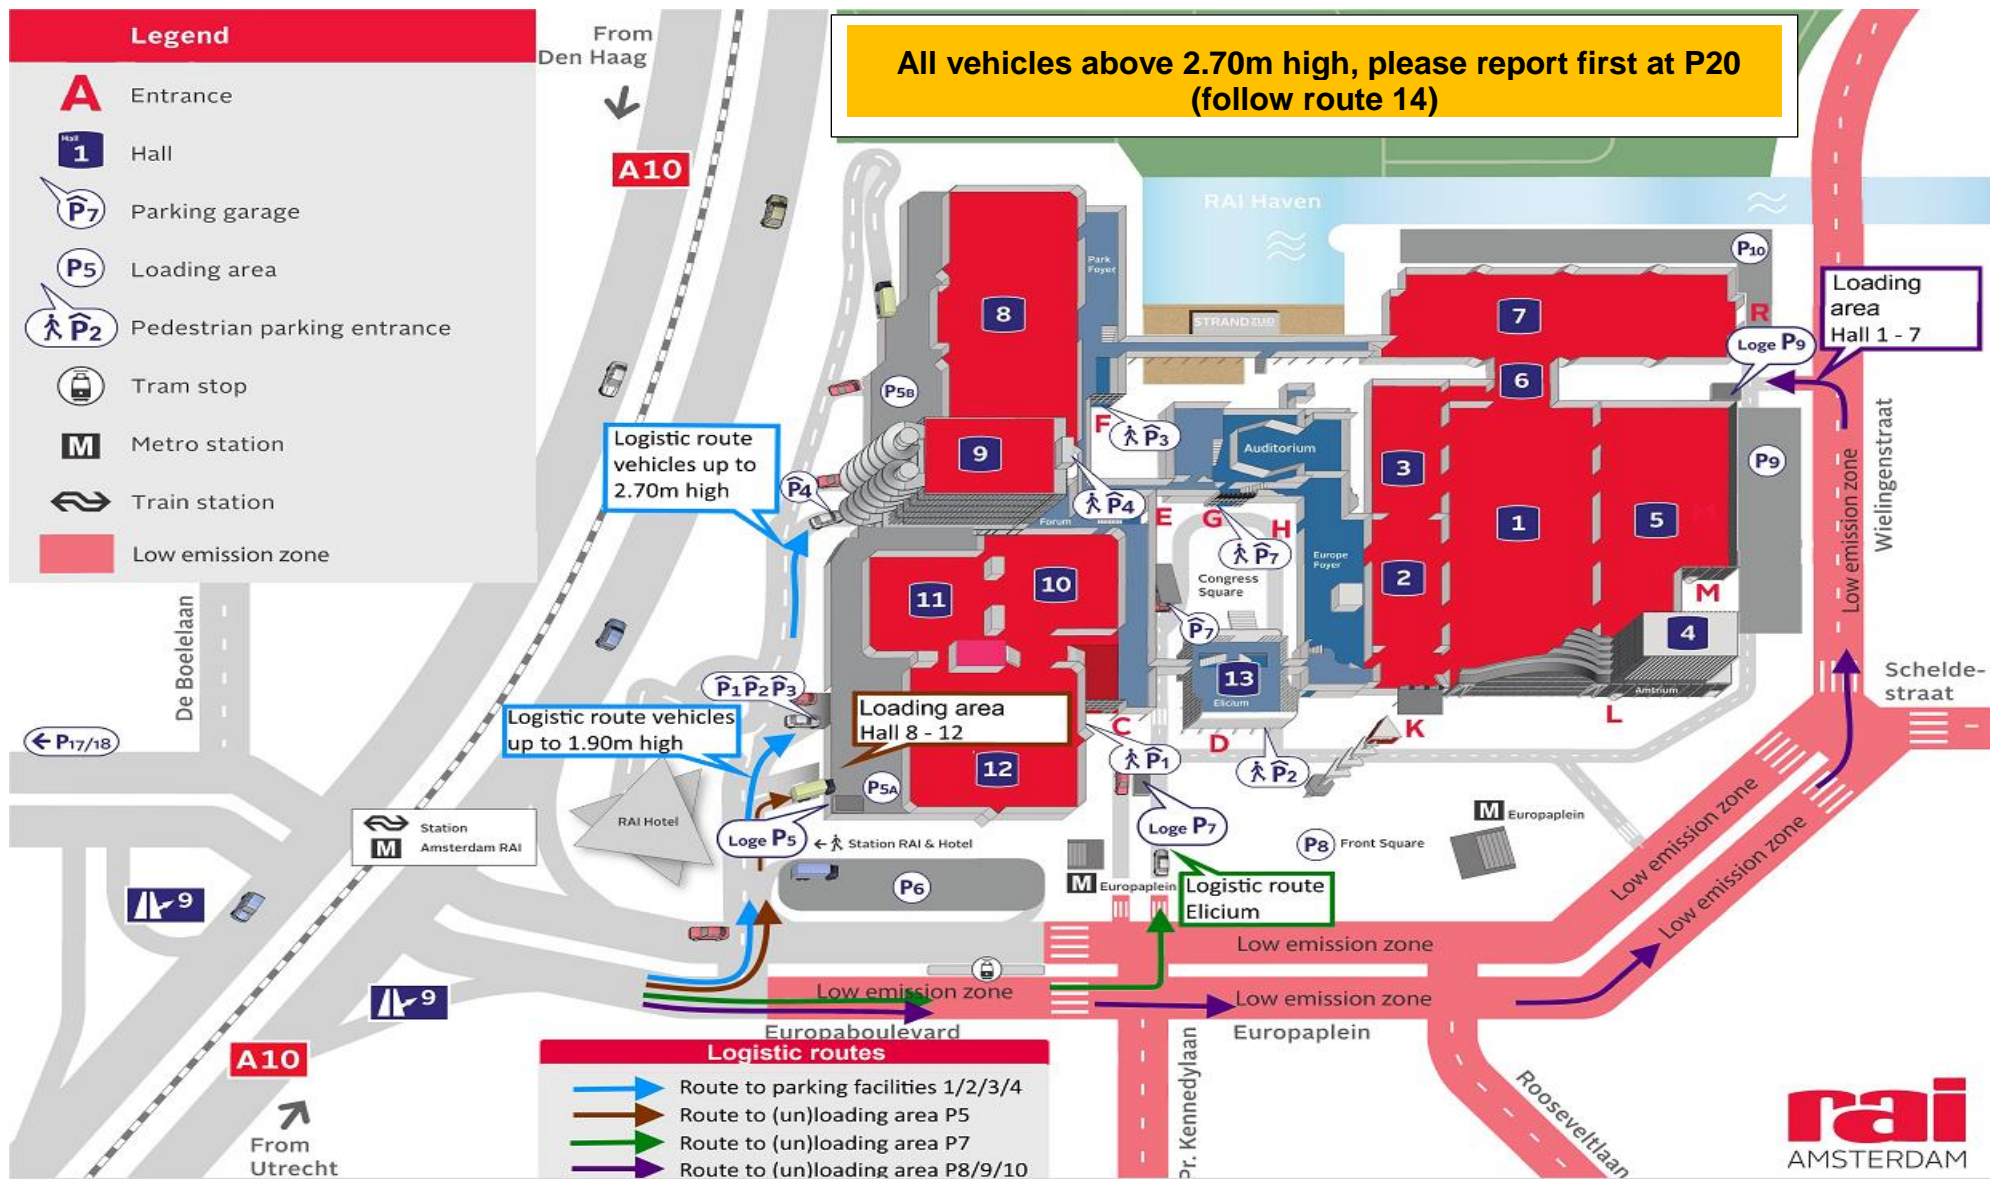 Legend
A Entrance
Hall
1 Hall
P7 Parking garage
P5 Loading area
P2 Pedestrian parking entrance
Tram stop
M Metro station
Train station
Low emission zone
From
Den Haag
A10
All vehicles above 2.70m high, please report first at P20
(follow route 14)
RAI Haven
STRANDZUID
Park
Foyer
8
7
6
P10
R
Loge P9
Loading
area
Hall 1 - 7
P5B
F
P3
Auditorium
9
P4
P4
Logistic route
vehicles up to
2.70m high
Forum
E
G
H
P7
Congress
Square
Europe
Foyer
3
1
5
M
2
P9
M
4
Low emission zone
Wielingenstraat
10
11
P7
13
Elicium
Amtrium
De Boelelaan
P1 P2 P3
Logistic route vehicles
up to 1.90m high
Loading area
Hall 8 - 12
C
D
K
L
Schelde-
straat
← P17/18
12
P1
P2
P5A
RAI Hotel
Loge P5
← Station RAI & Hotel
Loge P7
P8 Front Square
M Europaplein
Station
M Amsterdam RAI
P6
M Europaplein
Logistic route
Elicium
9
9
Low emission zone
Low emission zone
Low emission zone
Low emission zone
Low emission zone
Europaboulevard
Europaplein
Pr. Kennedylaan
Rooseveltlaan
A10
From
Utrecht
Logistic routes
Route to parking facilities 1/2/3/4
Route to (un)loading area P5
Route to (un)loading area P7
Route to (un)loading area P8/9/10
rai
AMSTERDAM